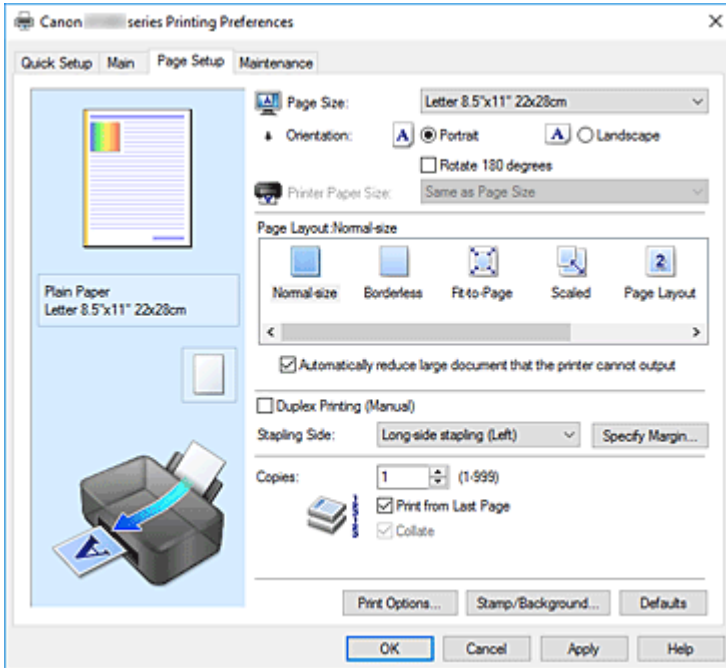 Canon series Printing Preferences
Quick Setup Main Page Setup Maintenance
Page Size: Letter 8.5"x11" 22x28cm
Orientation: A Portrait A Landscape
Rotate 180 degrees
Printer Paper Size: Same as Page Size
Page Layout:Normal-size
2
Normal-size Borderless Fit-to-Page Scaled Page Layout
Plain Paper
Letter 8.5"x11" 22x28cm
Automatically reduce large document that the printer cannot output
Duplex Printing (Manual)
Stapling Side: Long-side stapling (Left) Specify Margin...
Copies: 1 (1-999)
Print from Last Page
Collate
A
Print Options... Stamp/Background... Defaults
OK Cancel Apply Help